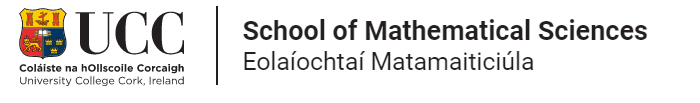 UCC
Coláiste na hOllscoile Corcaigh
University College Cork, Ireland
School of Mathematical Sciences
Eolaíochtaí Matamaiticiúla